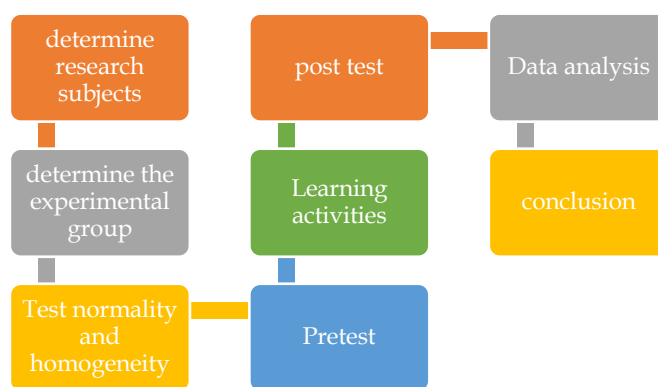 determine
research
subjects
determine the
experimental
group
Test normality
and
homogeneity
Pretest
Learning
activities
post test
Data analysis
conclusion